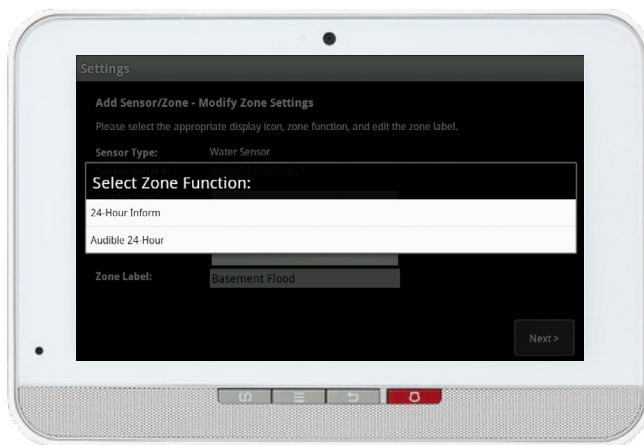 Settings
Add Sensor/Zone - Modify Zone Settings
Please select the appropriate display icon, zone function, and edit the zone label.
Sensor Type: Water Sensor
Select Zone Function:
24-Hour Inform
Audible 24-Hour
Zone Label: Basement Flood
Next >